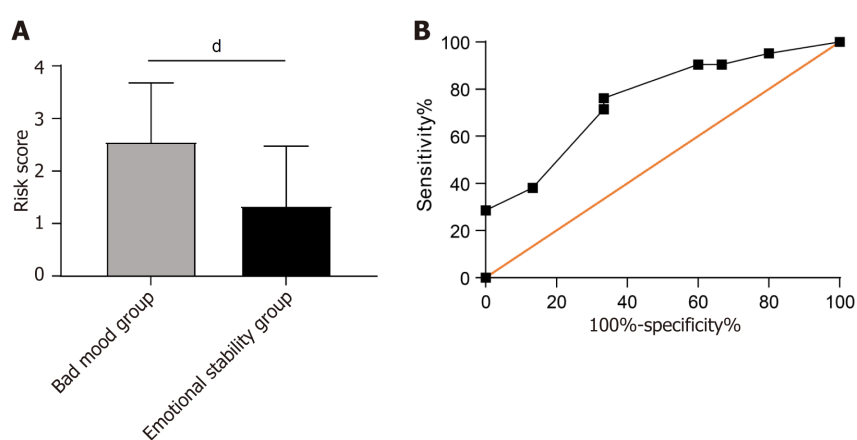 A
d
4
3
2
1
0
Risk score
Bad mood group
Emotional stability group
B
100
80
60
40
20
0
Sensitivity%
0 20 40 60 80 100
100%-specificity%